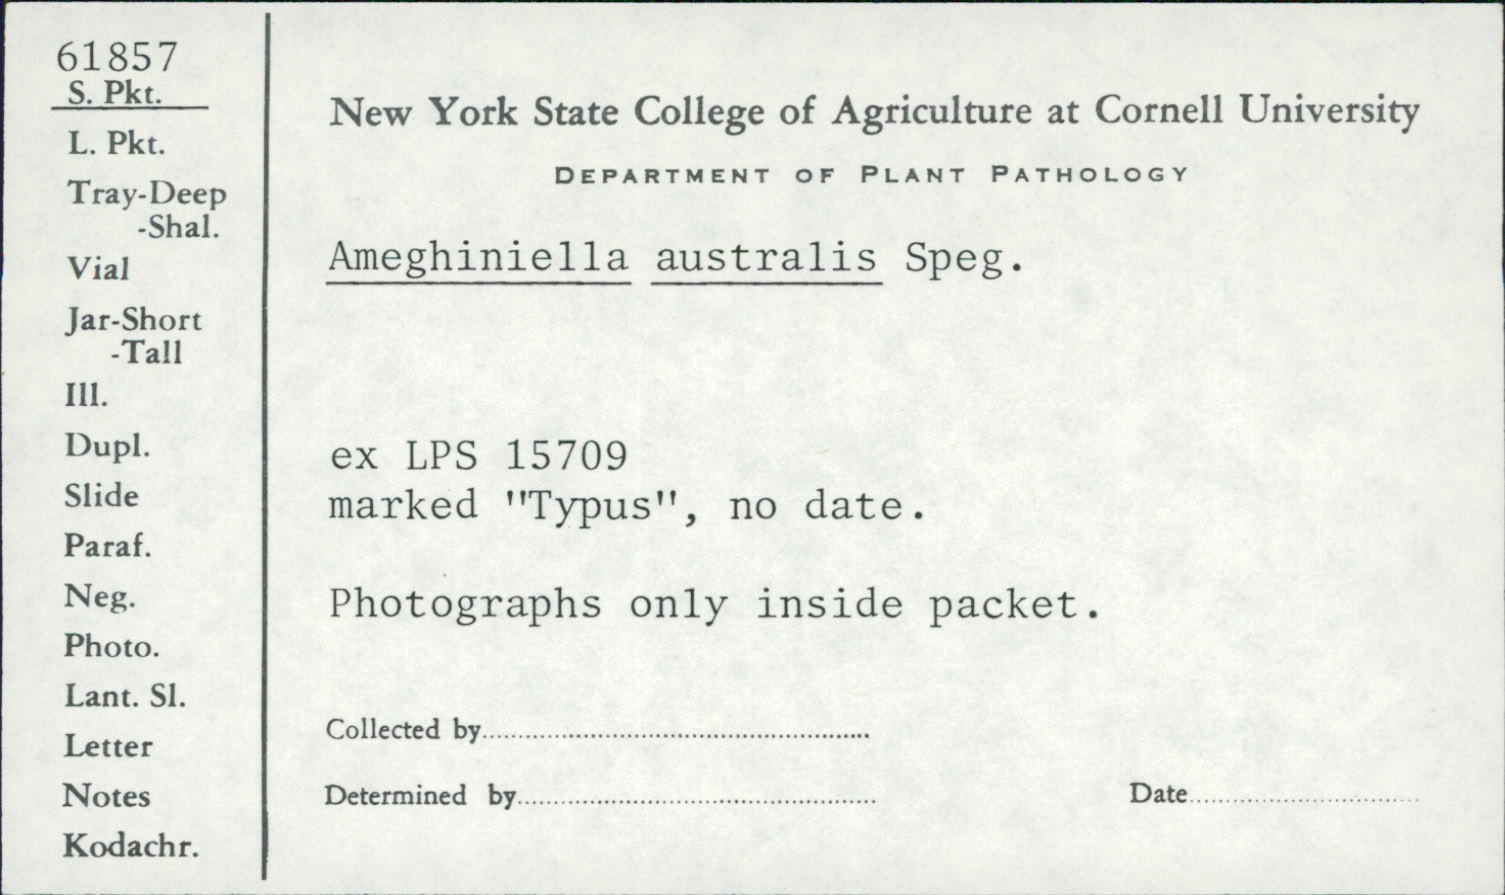 61857
S. Pkt.
L. Pkt.
Tray-Deep
-Shal.
Vial
Jar-Short
-Tall
Ill.
Dupl.
Slide
Paraf.
Neg.
Photo.
Lant. Sl.
Letter
Notes
Kodachr.
New York State College of Agriculture at Cornell University
DEPARTMENT OF PLANT PATHOLOGY
Ameghiniella australis Speg.
ex LPS 15709
marked "Typus", no date.
Photographs only inside packet.
Collected by
Determined by
Date